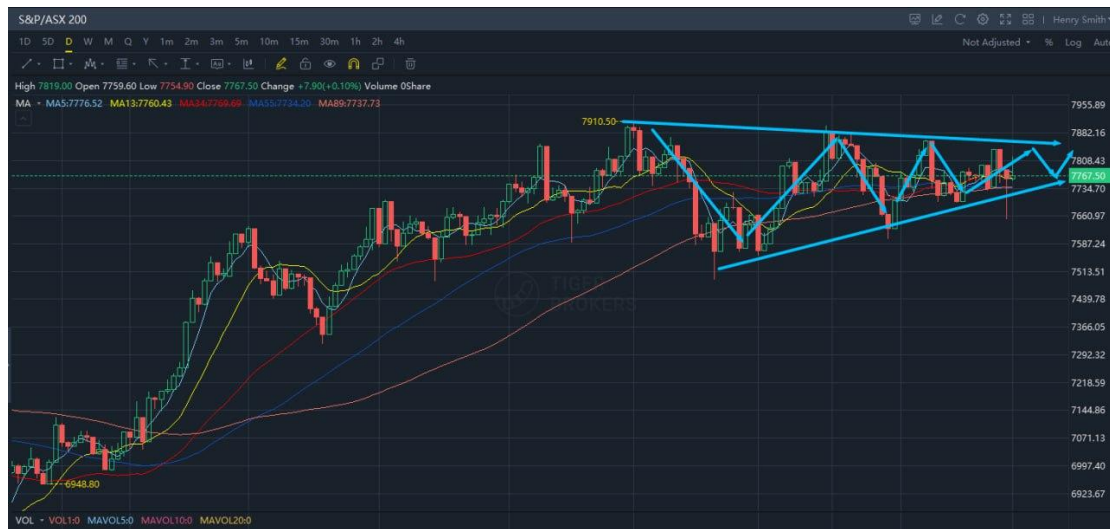 S&P/ASX 200
Henry Smith
1D 5D D W M Q Y 1m 2m 3m 5m 10m 15m 30m 1h 2h 4h
Not Adjusted % Log Auto
High 7819.00 Open 7759.60 Low 7754.90 Close 7767.50 Change +7.90(+0.10%) Volume 0Share
MA MA5:7776.52 MA13:7760.43 MA34:7769.69 MA55:7734.20 MA89:7737.73
7955.89
7910.50
7882.16
7808.43
7767.50
7734.70
7660.97
7587.24
7513.51
TIGER
BROKERS
7439.78
7366.05
7292.32
7218.59
7144.86
7071.13
6997.40
6948.80
6923.67
VOL VOL1:0 MAVOL5:0 MAVOL10:0 MAVOL20:0